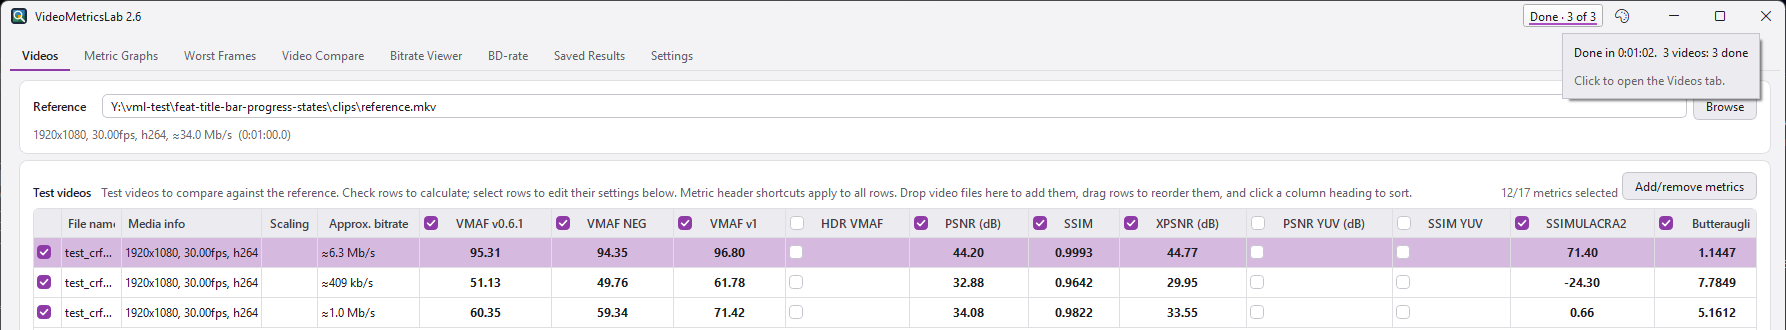 VideoMetricsLab 2.6 Done · 3 of 3
Done in 0:01:02. 3 videos: 3 done
Click to open the Videos tab.
Videos Metric Graphs Worst Frames Video Compare Bitrate Viewer BD-rate Saved Results Settings
Reference Y:\vml-test\feat-title-bar-progress-states\clips\reference.mkv Browse
1920x1080, 30.00fps, h264, ≈34.0 Mb/s (0:01:00.0)
Test videos Test videos to compare against the reference. Check rows to calculate; select rows to edit their settings below. Metric header shortcuts apply to all rows. Drop video files here to add them, drag rows to reorder them, and click a column heading to sort. 12/17 metrics selected Add/remove metrics
File name Media info Scaling Approx. bitrate VMAF v0.6.1 VMAF NEG VMAF v1 HDR VMAF PSNR (dB) SSIM XPSNR (dB) PSNR YUV (dB) SSIM YUV SSIMULACRA2 Butteraugli
test_crf... 1920x1080, 30.00fps, h264 ≈6.3 Mb/s 95.31 94.35 96.80 44.20 0.9993 44.77 71.40 1.1447
test_crf... 1920x1080, 30.00fps, h264 ≈409 kb/s 51.13 49.76 61.78 32.88 0.9642 29.95 -24.30 7.7849
test_crf... 1920x1080, 30.00fps, h264 ≈1.0 Mb/s 60.35 59.34 71.42 34.08 0.9822 33.55 0.66 5.1612